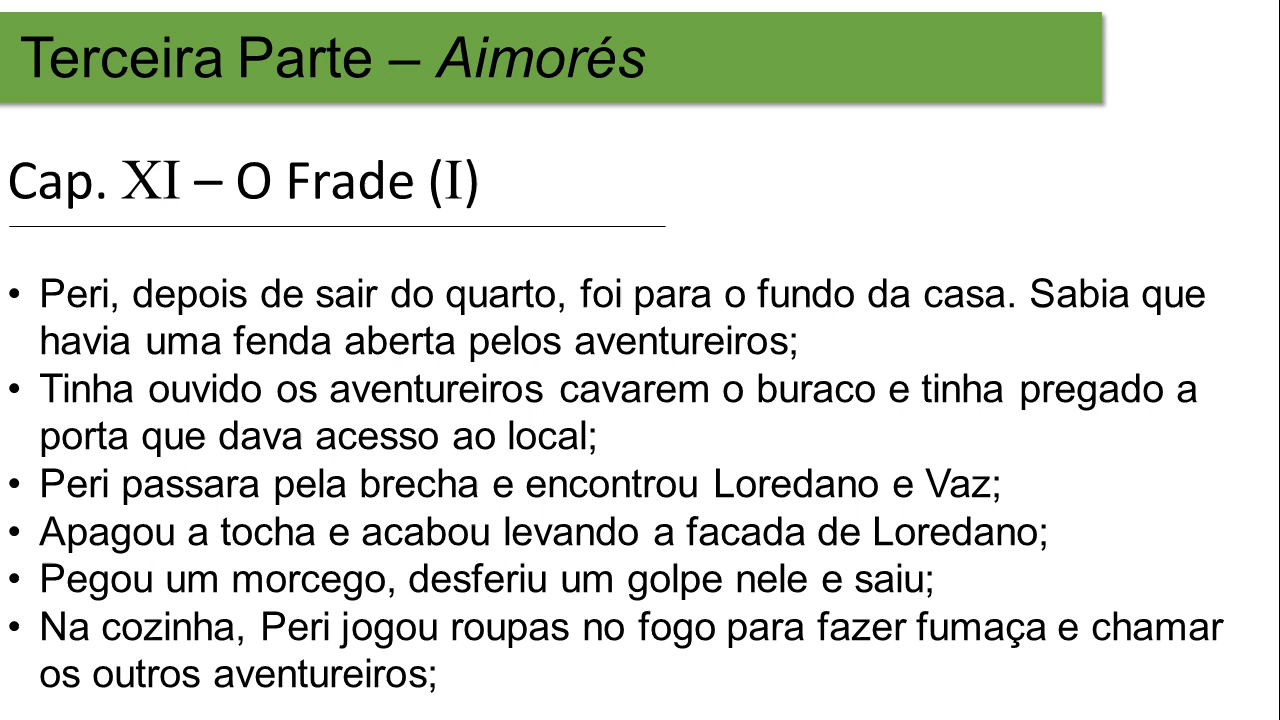 Terceira Parte – Aimorés
Cap. XI – O Frade (I)
• Peri, depois de sair do quarto, foi para o fundo da casa. Sabia que
havia uma fenda aberta pelos aventureiros;
• Tinha ouvido os aventureiros cavarem o buraco e tinha pregado a
porta que dava acesso ao local;
• Peri passara pela brecha e encontrou Loredano e Vaz;
• Apagou a tocha e acabou levando a facada de Loredano;
• Pegou um morcego, desferiu um golpe nele e saiu;
• Na cozinha, Peri jogou roupas no fogo para fazer fumaça e chamar
os outros aventureiros;